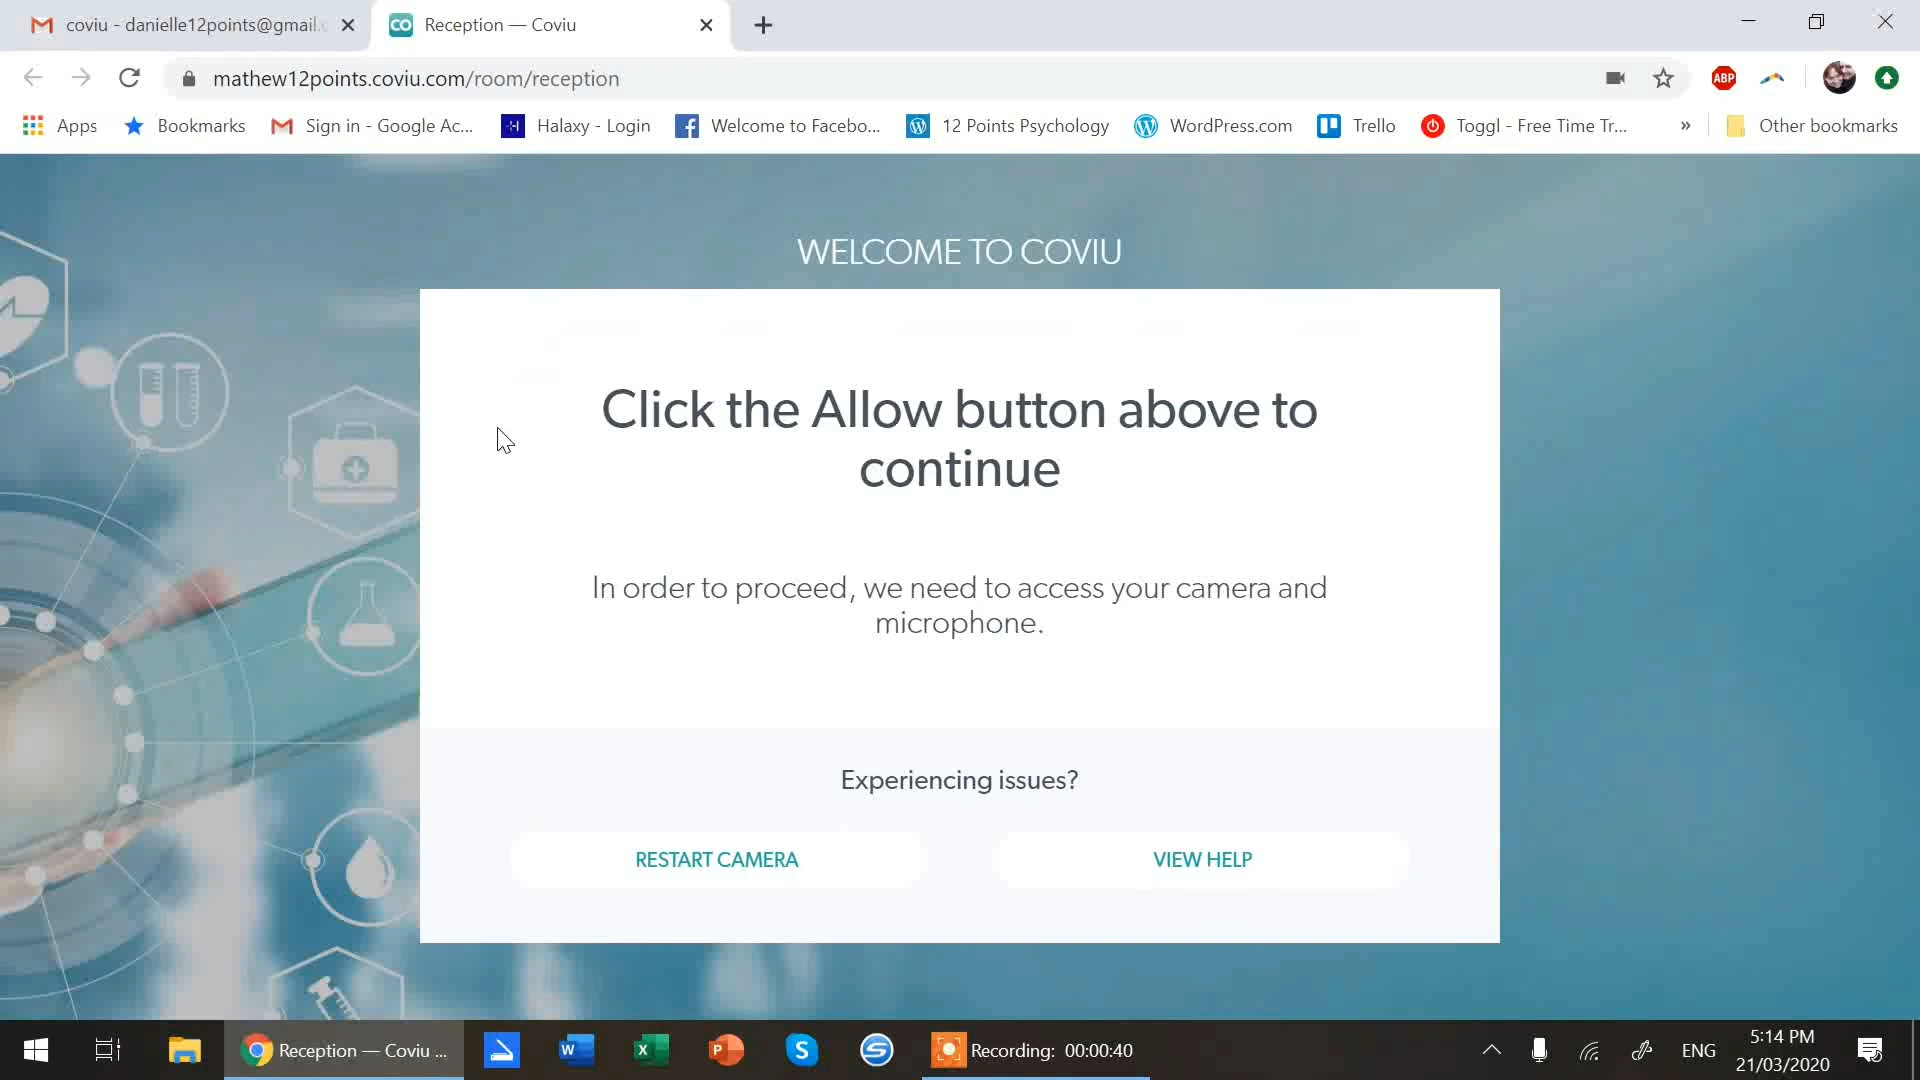 coviu - danielle12points@gmail.c
Reception — Coviu
mathew12points.coviu.com/room/reception
ABP
Apps
Bookmarks
Sign in - Google Ac...
Halaxy - Login
Welcome to Facebo...
12 Points Psychology
WordPress.com
Trello
Toggl - Free Time Tr...
»
Other bookmarks
WELCOME TO COVIU
Click the Allow button above to
continue
In order to proceed, we need to access your camera and
microphone.
Experiencing issues?
RESTART CAMERA
VIEW HELP
Reception — Coviu ...
Recording: 00:00:40
ENG
5:14 PM
21/03/2020